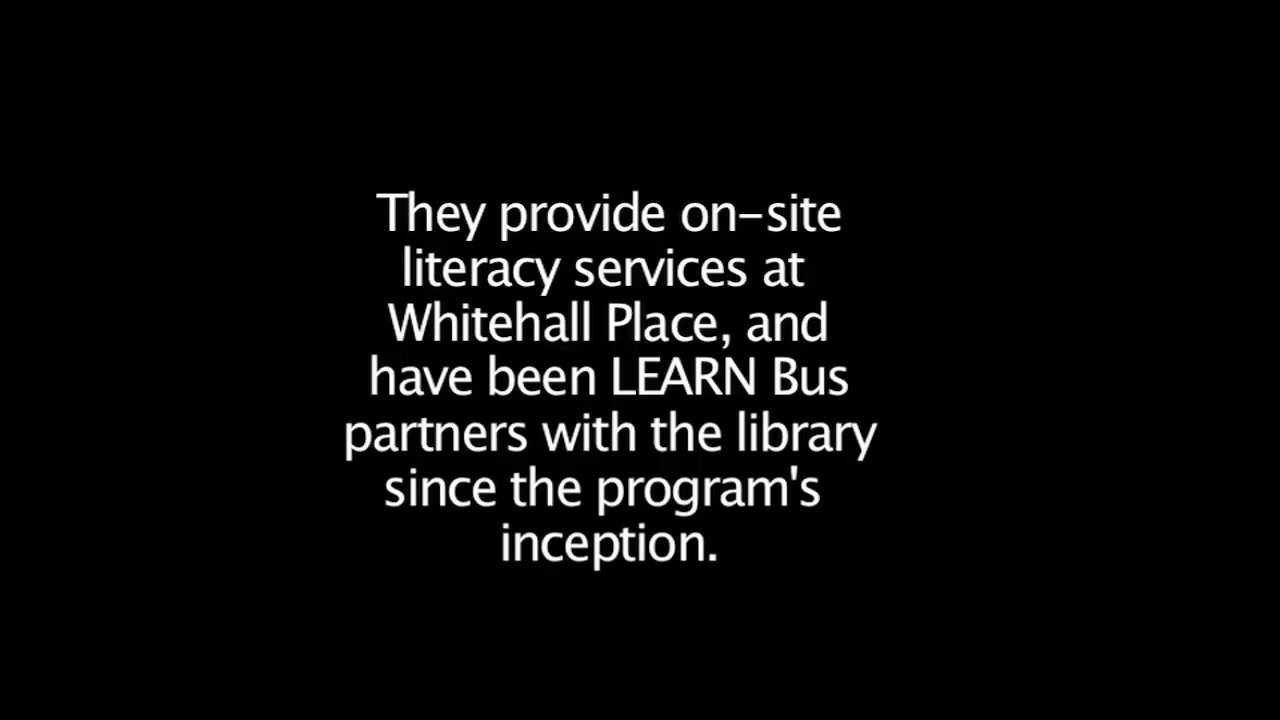 They provide on-site
literacy services at
Whitehall Place, and
have been LEARN Bus
partners with the library
since the program's
inception.